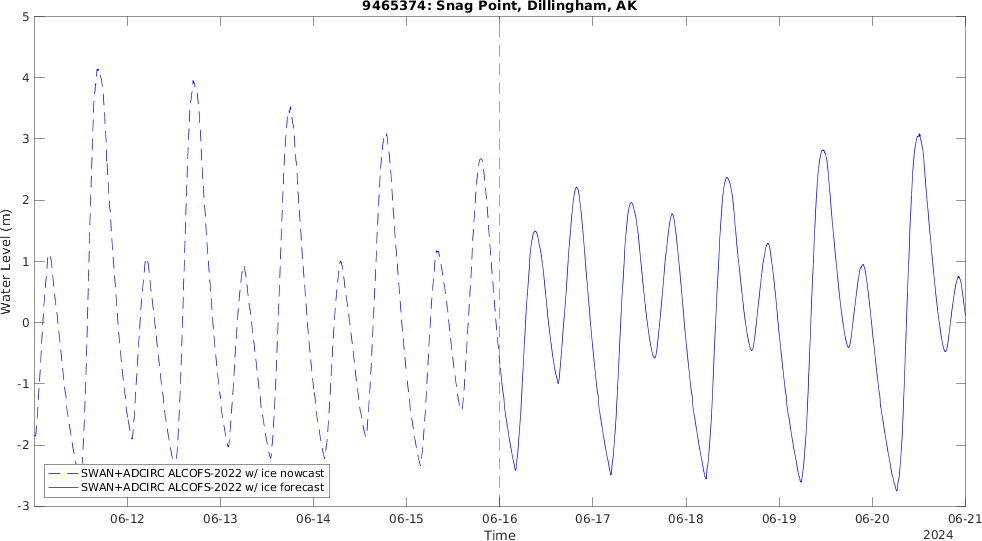 9465374: Snag Point, Dillingham, AK
5
4
3
2
1
0
-1
-2
-3
Water Level (m)
SWAN+ADCIRC ALCOFS-2022 w/ ice nowcast
SWAN+ADCIRC ALCOFS-2022 w/ ice forecast
06-12 06-13 06-14 06-15 06-16 06-17 06-18 06-19 06-20 06-21
Time
2024